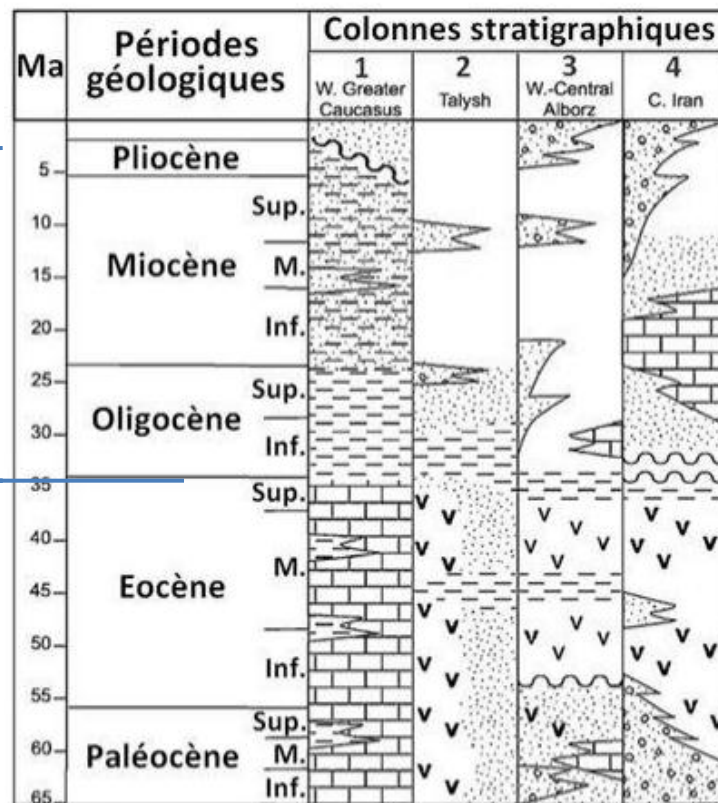 Ma
Périodes géologiques
Colonnes stratigraphiques
1
W. Greater
Caucasus
2
Talysh
3
W.-Central
Alborz
4
C. Iran
5
10
15
20
25
30
35
40
45
50
55
60
65
Pliocène
Miocène
Sup.
M.
Inf.
Oligocène
Sup.
Inf.
Eocène
Sup.
M.
Inf.
Paléocène
Sup.
M.
Inf.